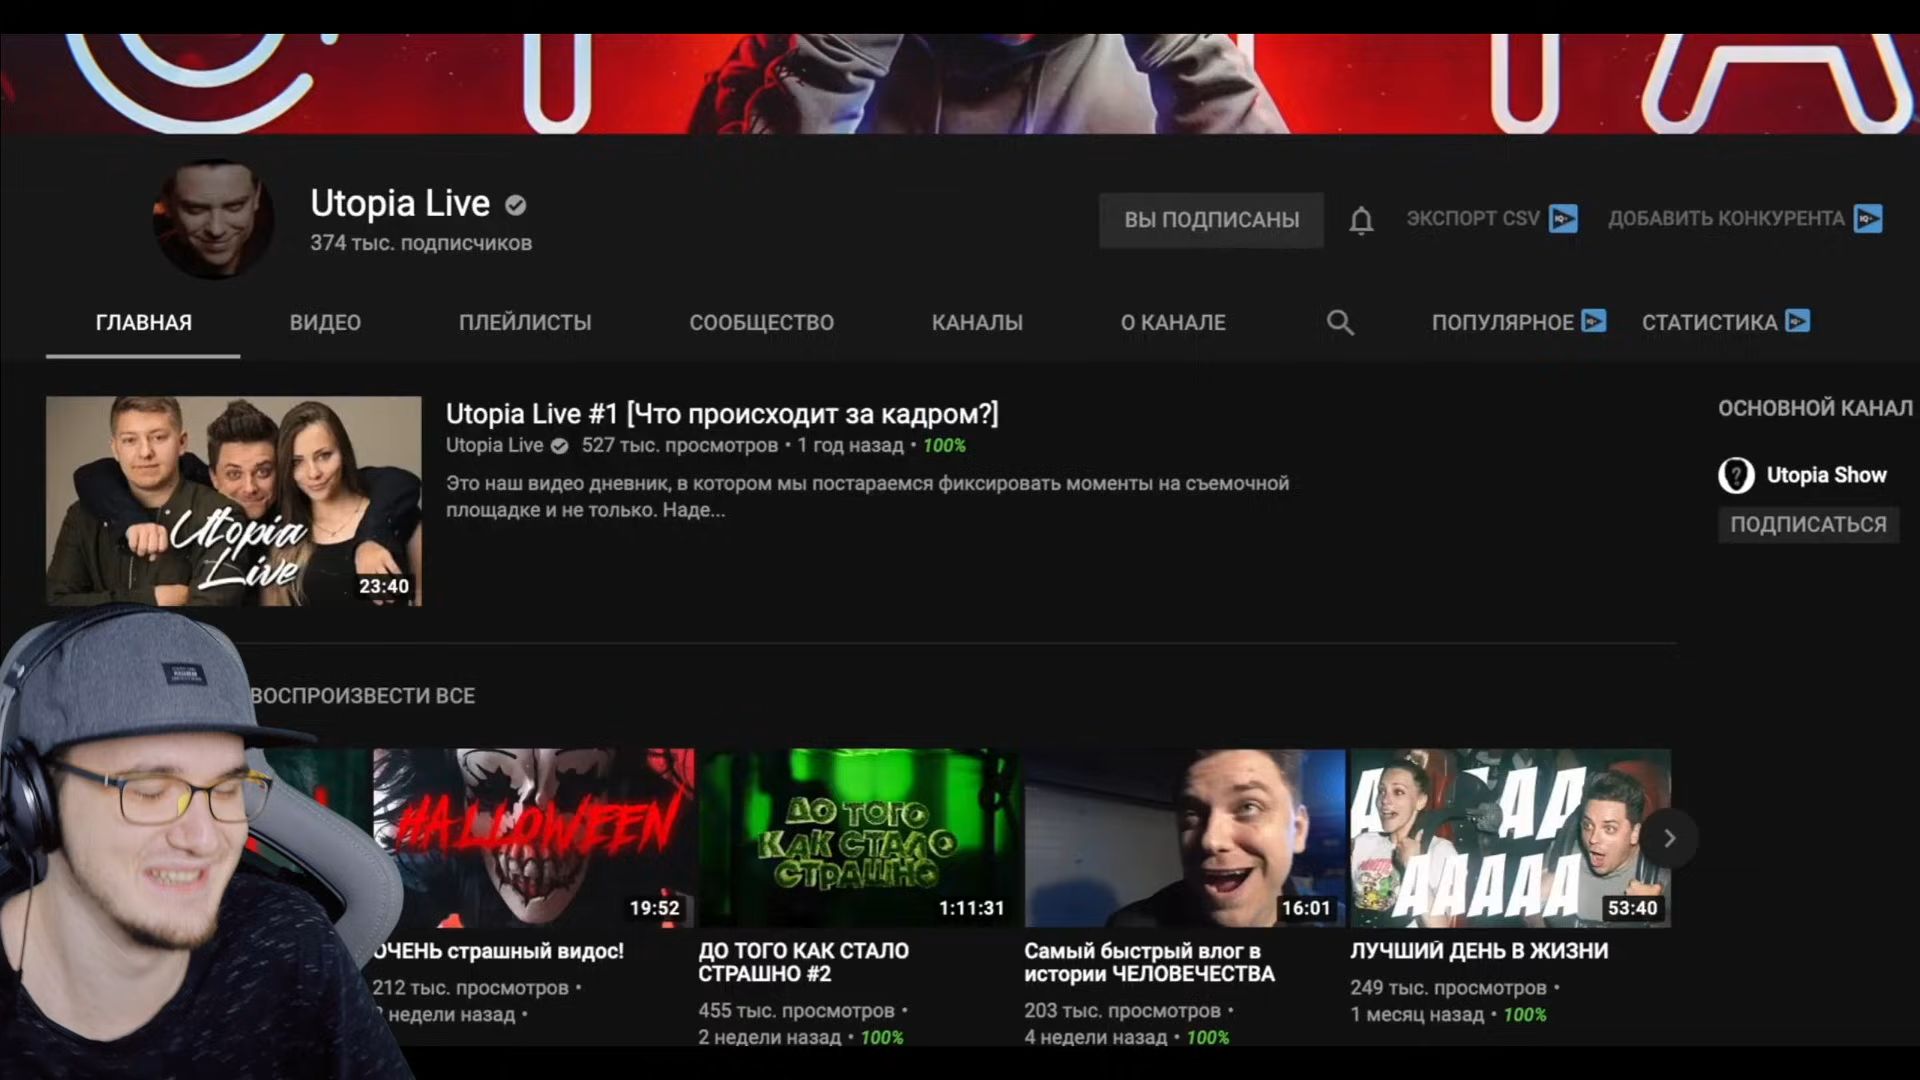 Utopia Live
374 тыс. подписчиков
ВЫ ПОДПИСАНЫ
ЭКСПОРТ CSV
ДОБАВИТЬ КОНКУРЕНТА
ГЛАВНАЯ
ВИДЕО
ПЛЕЙЛИСТЫ
СООБЩЕСТВО
КАНАЛЫ
О КАНАЛЕ
ПОПУЛЯРНОЕ
СТАТИСТИКА
Utopia
Live
23:40
Utopia Live #1 [Что происходит за кадром?]
Utopia Live 527 тыс. просмотров • 1 год назад • 100%
Это наш видео дневник, в котором мы постараемся фиксировать моменты на съемочной
площадке и не только. Наде...
ОСНОВНОЙ КАНАЛ
Utopia Show
ПОДПИСАТЬСЯ
ВОСПРОИЗВЕСТИ ВСЕ
HALLOWEEN
19:52
ОЧЕНЬ страшный видос!
212 тыс. просмотров •
недели назад •
ДО ТОГО
КАК СТАЛО
СТРАШНО
1:11:31
ДО ТОГО КАК СТАЛО
СТРАШНО #2
455 тыс. просмотров •
2 недели назад • 100%
16:01
Самый быстрый влог в
истории ЧЕЛОВЕЧЕСТВА
203 тыс. просмотров •
4 недели назад • 100%
ААААА
53:40
ЛУЧШИЙ ДЕНЬ В ЖИЗНИ
249 тыс. просмотров •
1 месяц назад • 100%